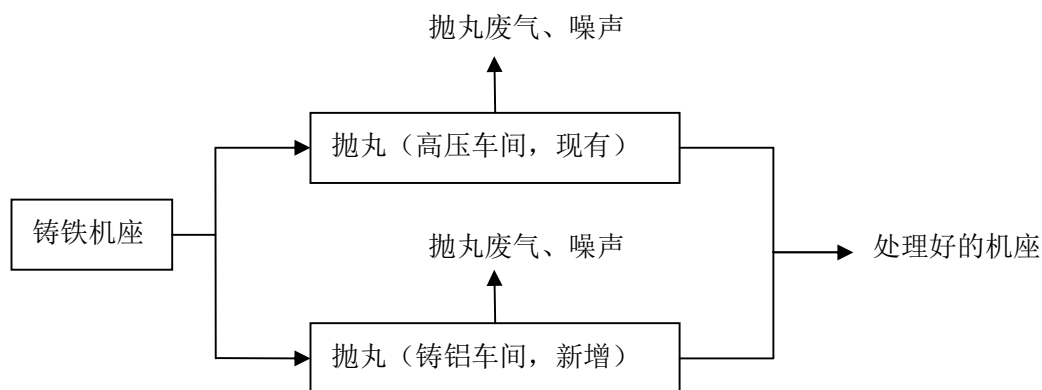 抛丸废气、噪声
抛丸（高压车间，现有）
铸铁机座
抛丸废气、噪声
处理好的机座
抛丸（铸铝车间，新增）